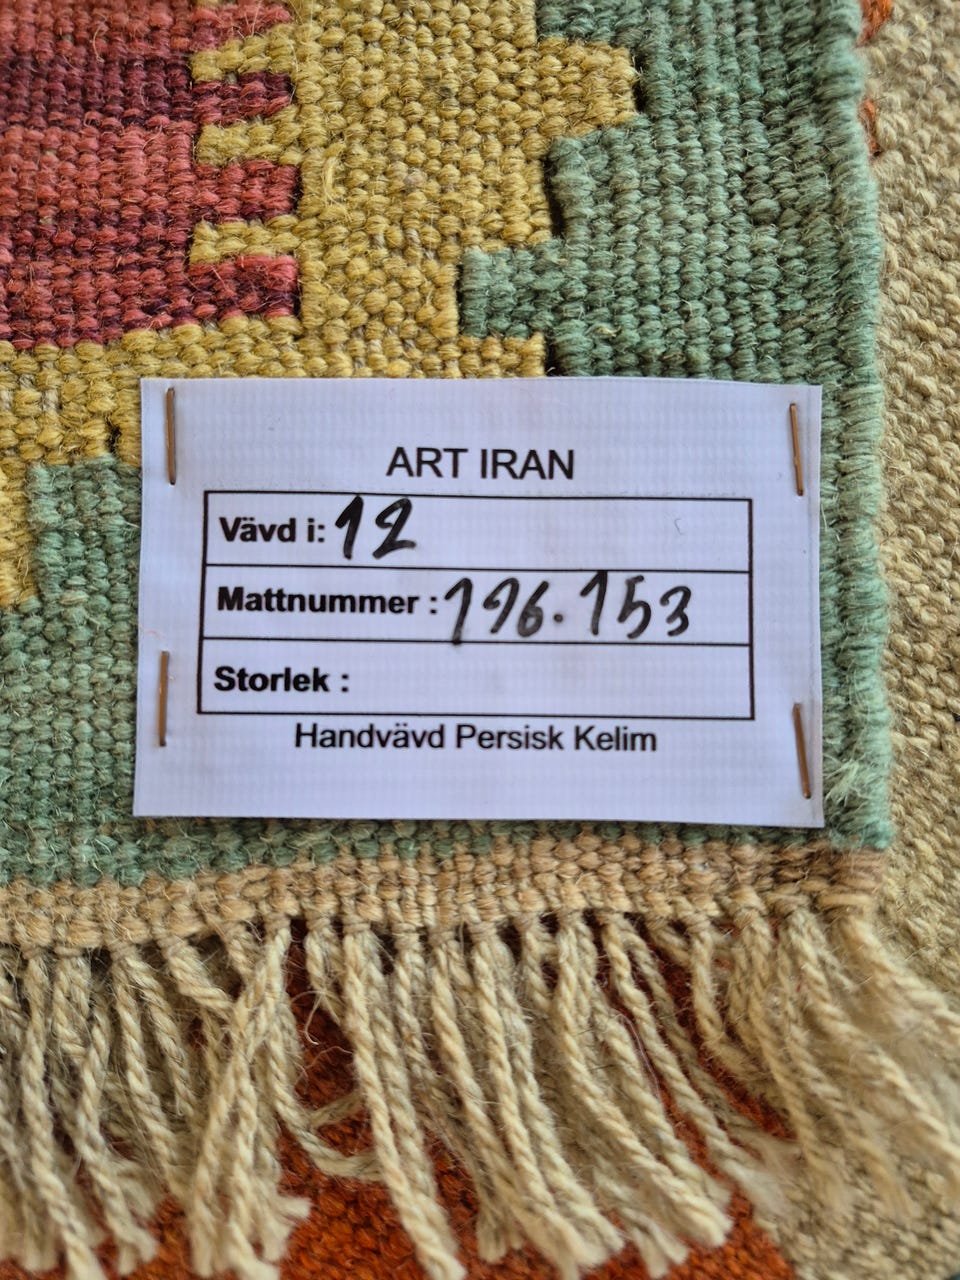 ART IRAN
Vävd i: 12
Mattnummer : 196.153
Storlek :
Handvävd Persisk Kelim